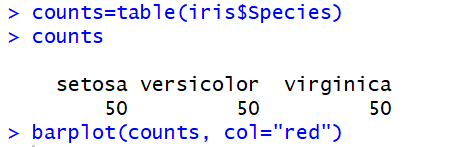 > counts=table(iris$Species)
> counts
setosa versicolor virginica
50 50 50
> barplot(counts, col="red")